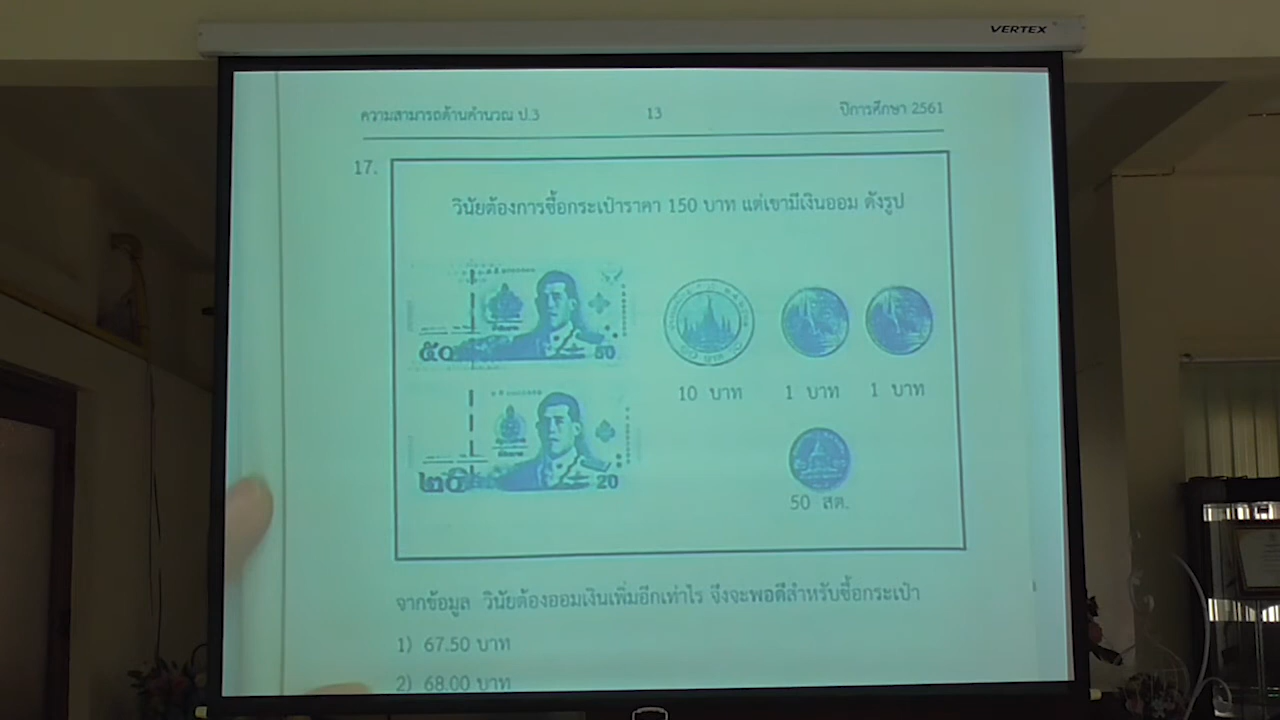 VERTEX
ความสามารถด้านคำนวณ ป.3 13 ปีการศึกษา 2561
17.
วินัยต้องการซื้อกระเป๋าราคา 150 บาท แต่เขามีเงินออม ดังรูป
๕๐ 50
10 บาท 1 บาท 1 บาท
๒๐ 20
50 สต.
จากข้อมูล วินัยต้องออมเงินเพิ่มอีกเท่าไร จึงจะพอดีสำหรับซื้อกระเป๋า
1) 67.50 บาท
2) 68.00 บาท